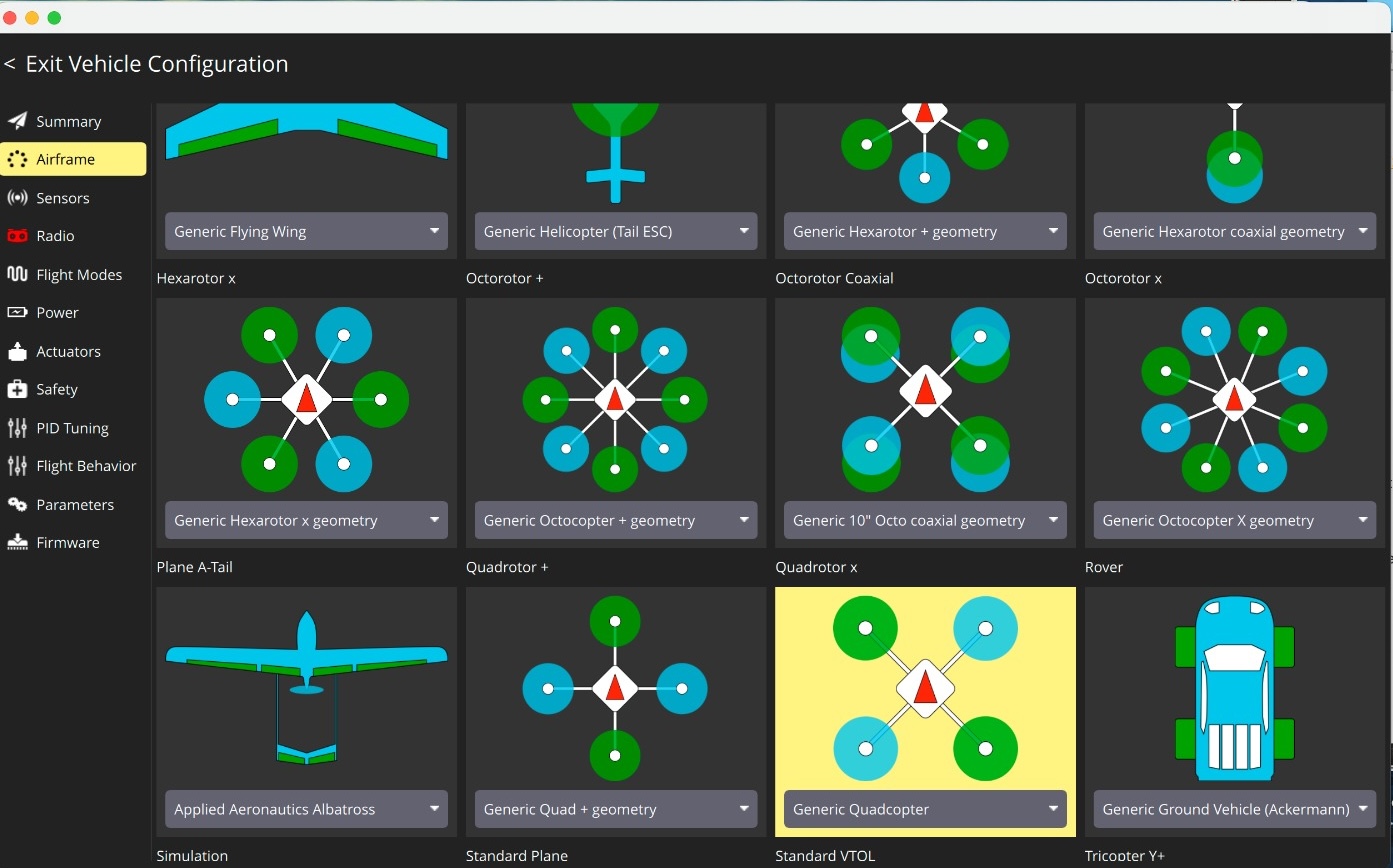 < Exit Vehicle Configuration
Summary
Airframe
Sensors
Radio
Flight Modes
Power
Actuators
Safety
PID Tuning
Flight Behavior
Parameters
Firmware
Generic Flying Wing
Generic Helicopter (Tail ESC)
Generic Hexarotor + geometry
Generic Hexarotor coaxial geometry
Hexarotor x
Octorotor +
Octorotor Coaxial
Octorotor x
Generic Hexarotor x geometry
Generic Octocopter + geometry
Generic 10" Octo coaxial geometry
Generic Octocopter X geometry
Plane A-Tail
Quadrotor +
Quadrotor x
Rover
Applied Aeronautics Albatross
Generic Quad + geometry
Generic Quadcopter
Generic Ground Vehicle (Ackermann)
Simulation
Standard Plane
Standard VTOL
Tricopter Y+